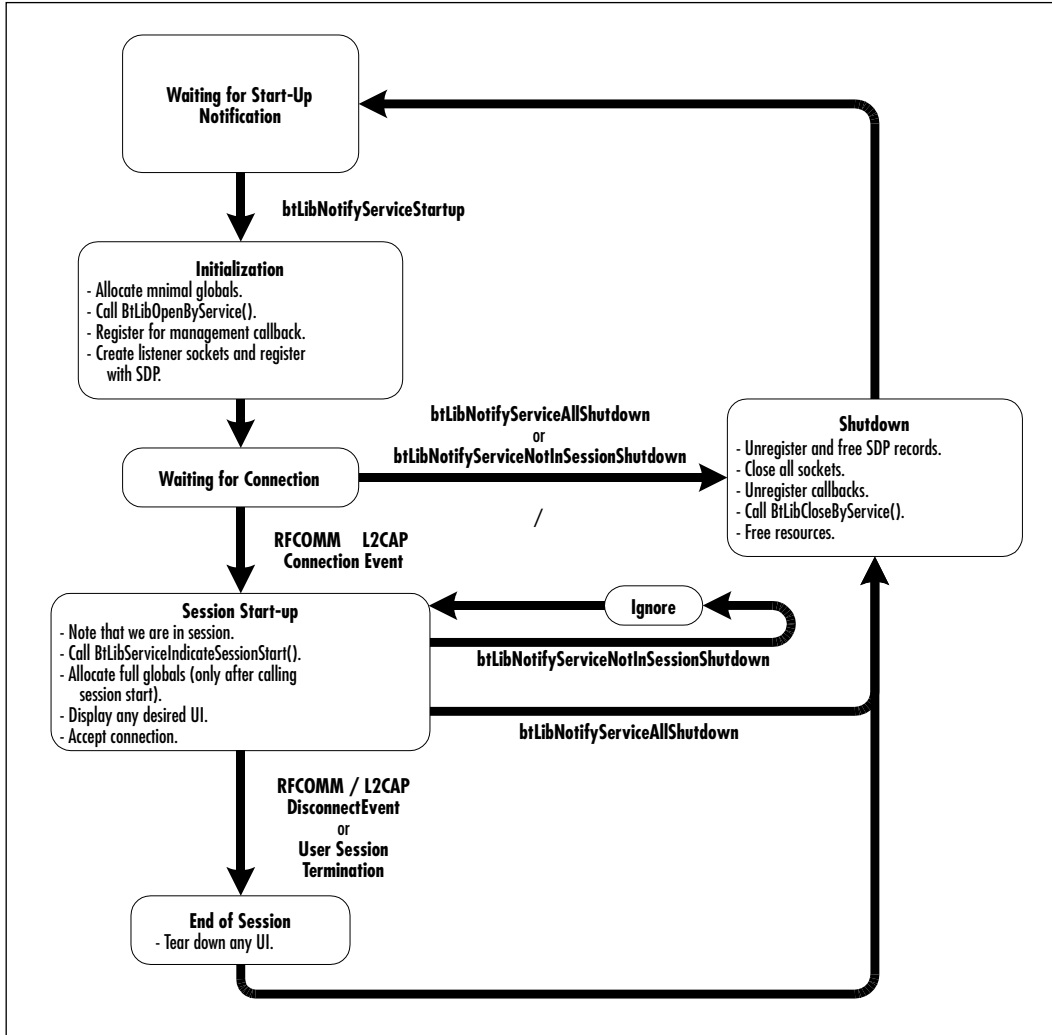 Waiting for Start-Up
Notification
btLibNotifyServiceStartup
Initialization
- Allocate mnimal globals.
- Call BtLibOpenByService().
- Register for management callback.
- Create listener sockets and register
with SDP.
btLibNotifyServiceAllShutdown
or
btLibNotifyServiceNotInSessionShutdown
Waiting for Connection
Shutdown
- Unregister and free SDP records.
- Close all sockets.
- Unregister callbacks.
- Call BtLibCloseByService().
- Free resources.
/
RFCOMM L2CAP
Connection Event
Session Start-up
- Note that we are in session.
- Call BtLibServiceIndicateSessionStart().
- Allocate full globals (only after calling
session start).
- Display any desired UI.
- Accept connection.
Ignore
btLibNotifyServiceNotInSessionShutdown
btLibNotifyServiceAllShutdown
RFCOMM / L2CAP
DisconnectEvent
or
User Session
Termination
End of Session
- Tear down any UI.